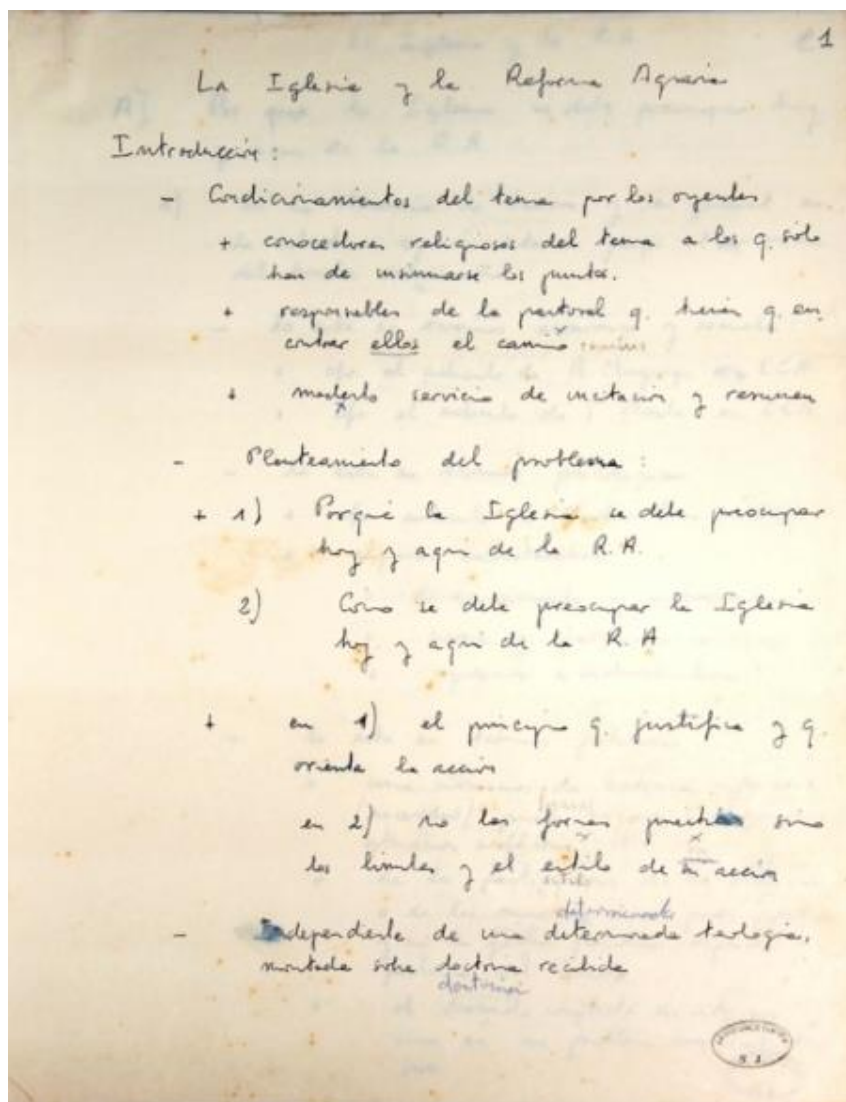 1
La Iglesia y la Reforma Agraria
Introducción:
- Condicionamientos del tema por los oyentes
+ conocedores religiosos del tema a los q. sólo
han de insinuarse los puntos.
+ responsables de la pastoral q. tienen q. en
contrar ellos el camino
+ modesto servicio de incitación y resumen
- Planteamiento del problema:
+ 1) Porqué la Iglesia se debe preocupar
hoy y aquí de la R.A.
2) Como se debe preocupar la Iglesia
hoy y aquí de la R.A
+ en 1) el principio q. justifica y q.
orienta la acción
en 2) no las formas sino
los límites y el estilo de su acción
determinada
- Independiente de una determinada teología,
montada sobre doctrina recibida
doctrina